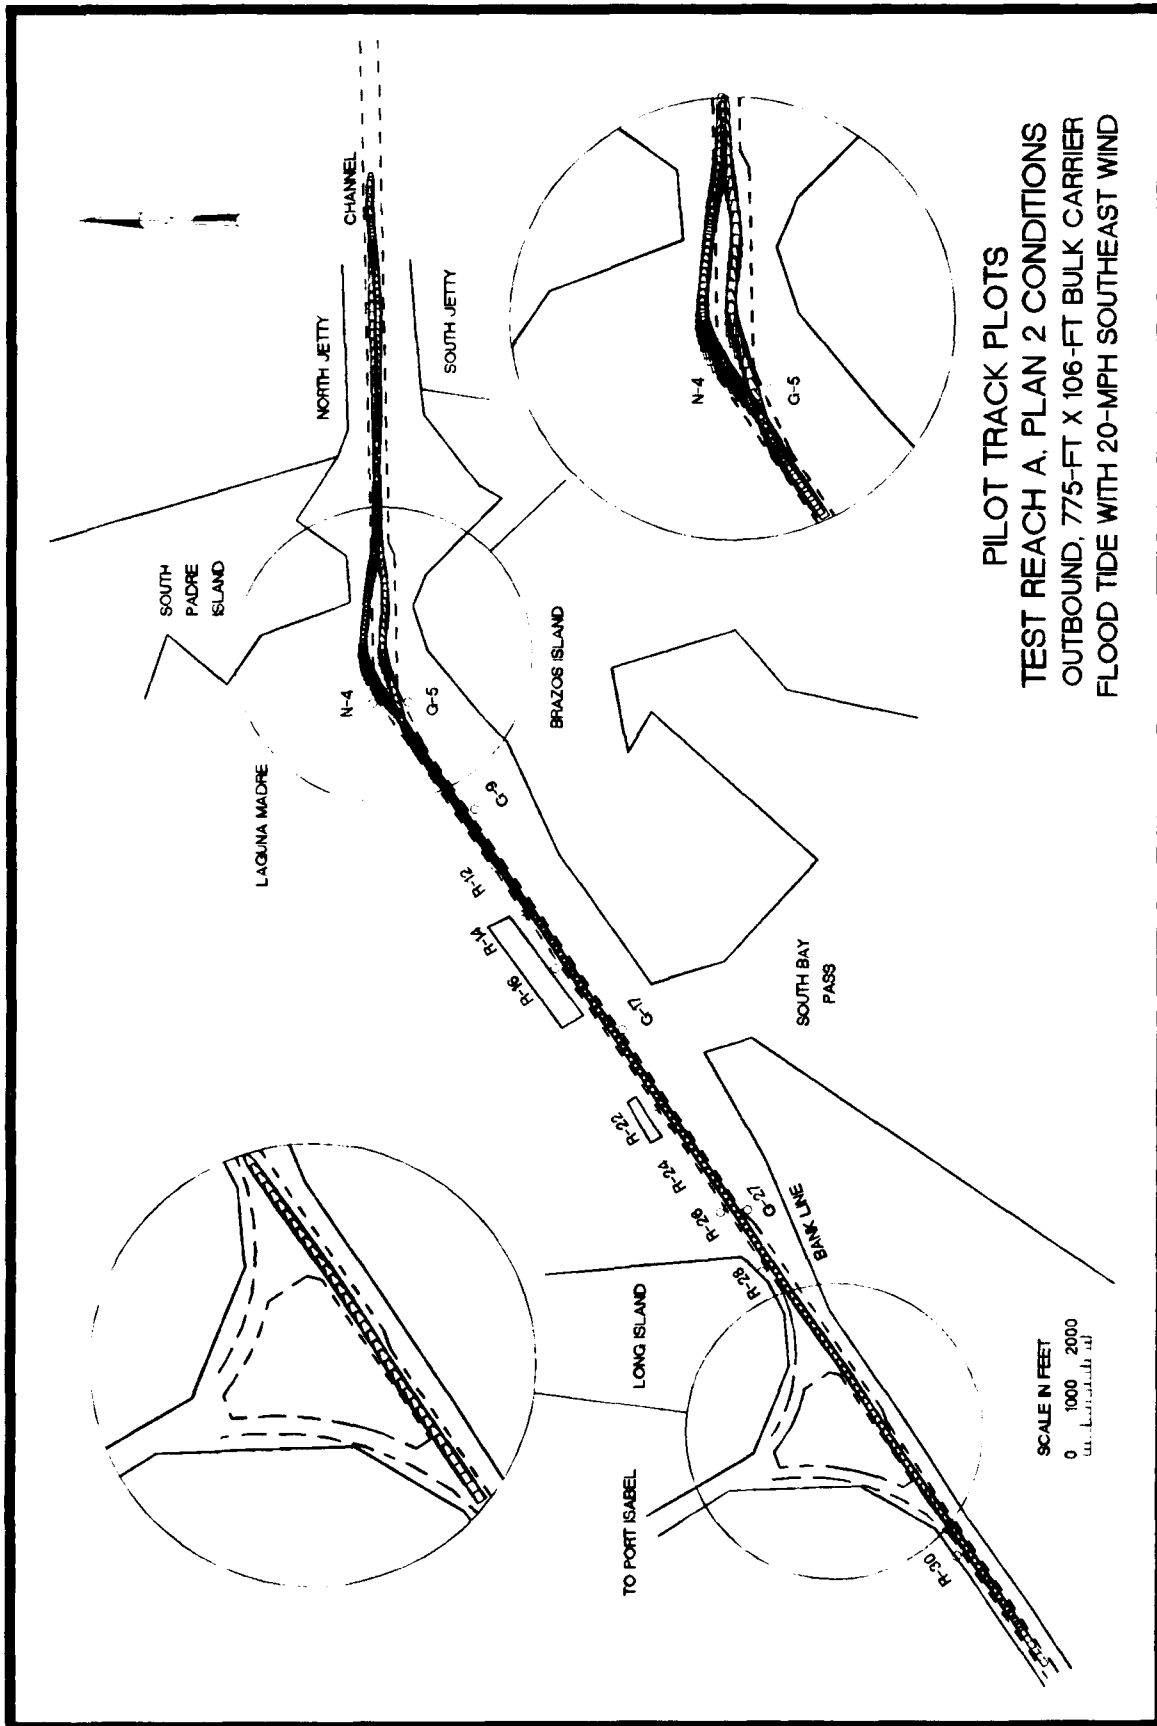 CHANNEL
NORTH JETTY
SOUTH JETTY
SOUTH
PADRE
ISLAND
N-4
G-5
LAGUNA MADRE
BRAZOS ISLAND
G-9
R-12
R-14
R-16
G-17
R-22
R-24
R-26
G-27
R-28
BANK LINE
SOUTH BAY
PASS
LONG ISLAND
TO PORT ISABEL
R-30
N-4
G-5
SCALE IN FEET
0 1000 2000
PILOT TRACK PLOTS
TEST REACH A, PLAN 2 CONDITIONS
OUTBOUND, 775-FT X 106-FT BULK CARRIER
FLOOD TIDE WITH 20-MPH SOUTHEAST WIND